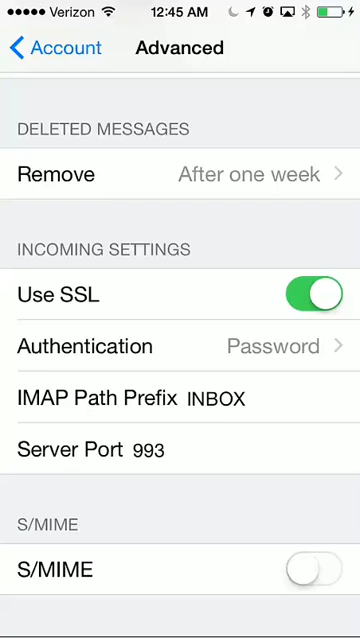 Verizon 12:45 AM
Account Advanced
DELETED MESSAGES
Remove After one week
INCOMING SETTINGS
Use SSL
Authentication Password
IMAP Path Prefix INBOX
Server Port 993
S/MIME
S/MIME